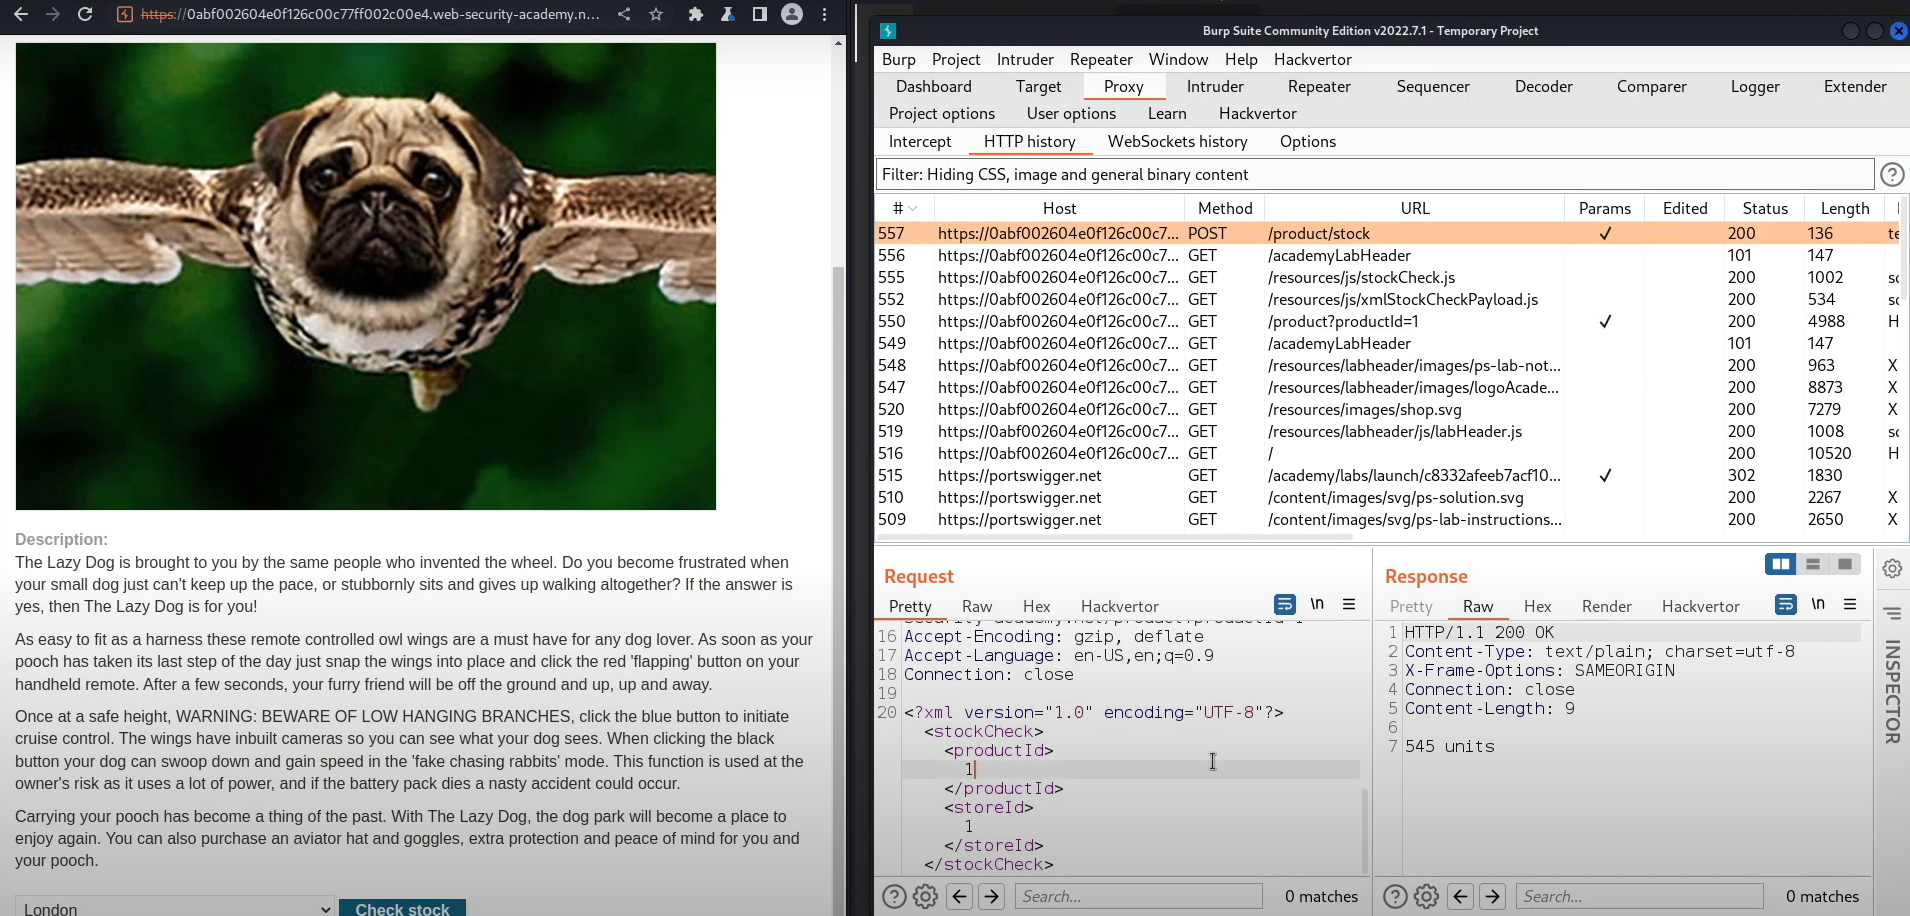 https://0abf002604e0f126c00c77ff002c00e4.web-security-academy.n...
Description:
The Lazy Dog is brought to you by the same people who invented the wheel. Do you become frustrated when
your small dog just can't keep up the pace, or stubbornly sits and gives up walking altogether? If the answer is
yes, then The Lazy Dog is for you!
As easy to fit as a harness these remote controlled owl wings are a must have for any dog lover. As soon as your
pooch has taken its last step of the day just snap the wings into place and click the red 'flapping' button on your
handheld remote. After a few seconds, your furry friend will be off the ground and up, up and away.
Once at a safe height, WARNING: BEWARE OF LOW HANGING BRANCHES, click the blue button to initiate
cruise control. The wings have inbuilt cameras so you can see what your dog sees. When clicking the black
button your dog can swoop down and gain speed in the 'fake chasing rabbits' mode. This function is used at the
owner's risk as it uses a lot of power, and if the battery pack dies a nasty accident could occur.
Carrying your pooch has become a thing of the past. With The Lazy Dog, the dog park will become a place to
enjoy again. You can also purchase an aviator hat and goggles, extra protection and peace of mind for you and
your pooch.
London Check stock
Burp Suite Community Edition v2022.7.1 - Temporary Project
Burp Project Intruder Repeater Window Help Hackvertor
Dashboard Target Proxy Intruder Repeater Sequencer Decoder Comparer Logger Extender
Project options User options Learn Hackvertor
Intercept HTTP history WebSockets history Options
Filter: Hiding CSS, image and general binary content
# Host Method URL Params Edited Status Length
557 https://0abf002604e0f126c00c7... POST /product/stock ✓ 200 136 te
556 https://0abf002604e0f126c00c7... GET /academyLabHeader 101 147
555 https://0abf002604e0f126c00c7... GET /resources/js/stockCheck.js 200 1002 sc
552 https://0abf002604e0f126c00c7... GET /resources/js/xmlStockCheckPayload.js 200 534 sc
550 https://0abf002604e0f126c00c7... GET /product?productId=1 ✓ 200 4988 H
549 https://0abf002604e0f126c00c7... GET /academyLabHeader 101 147
548 https://0abf002604e0f126c00c7... GET /resources/labheader/images/ps-lab-not... 200 963 X
547 https://0abf002604e0f126c00c7... GET /resources/labheader/images/logoAcade... 200 8873 X
520 https://0abf002604e0f126c00c7... GET /resources/images/shop.svg 200 7279 X
519 https://0abf002604e0f126c00c7... GET /resources/labheader/js/labHeader.js 200 1008 sc
516 https://0abf002604e0f126c00c7... GET / 200 10520 H
515 https://portswigger.net GET /academy/labs/launch/c8332afeeb7acf10... ✓ 302 1830
510 https://portswigger.net GET /content/images/svg/ps-solution.svg 200 2267 X
509 https://portswigger.net GET /content/images/svg/ps-lab-instructions... 200 2650 X
Request
Pretty Raw Hex Hackvertor \n
16 Accept-Encoding: gzip, deflate
17 Accept-Language: en-US,en;q=0.9
18 Connection: close
19
20 <?xml version="1.0" encoding="UTF-8"?>
<stockCheck>
<productId>
1
</productId>
<storeId>
1
</storeId>
</stockCheck>
Search... 0 matches
Response
Pretty Raw Hex Render Hackvertor \n
1 HTTP/1.1 200 OK
2 Content-Type: text/plain; charset=utf-8
3 X-Frame-Options: SAMEORIGIN
4 Connection: close
5 Content-Length: 9
6
7 545 units
Search... 0 matches
INSPECTOR